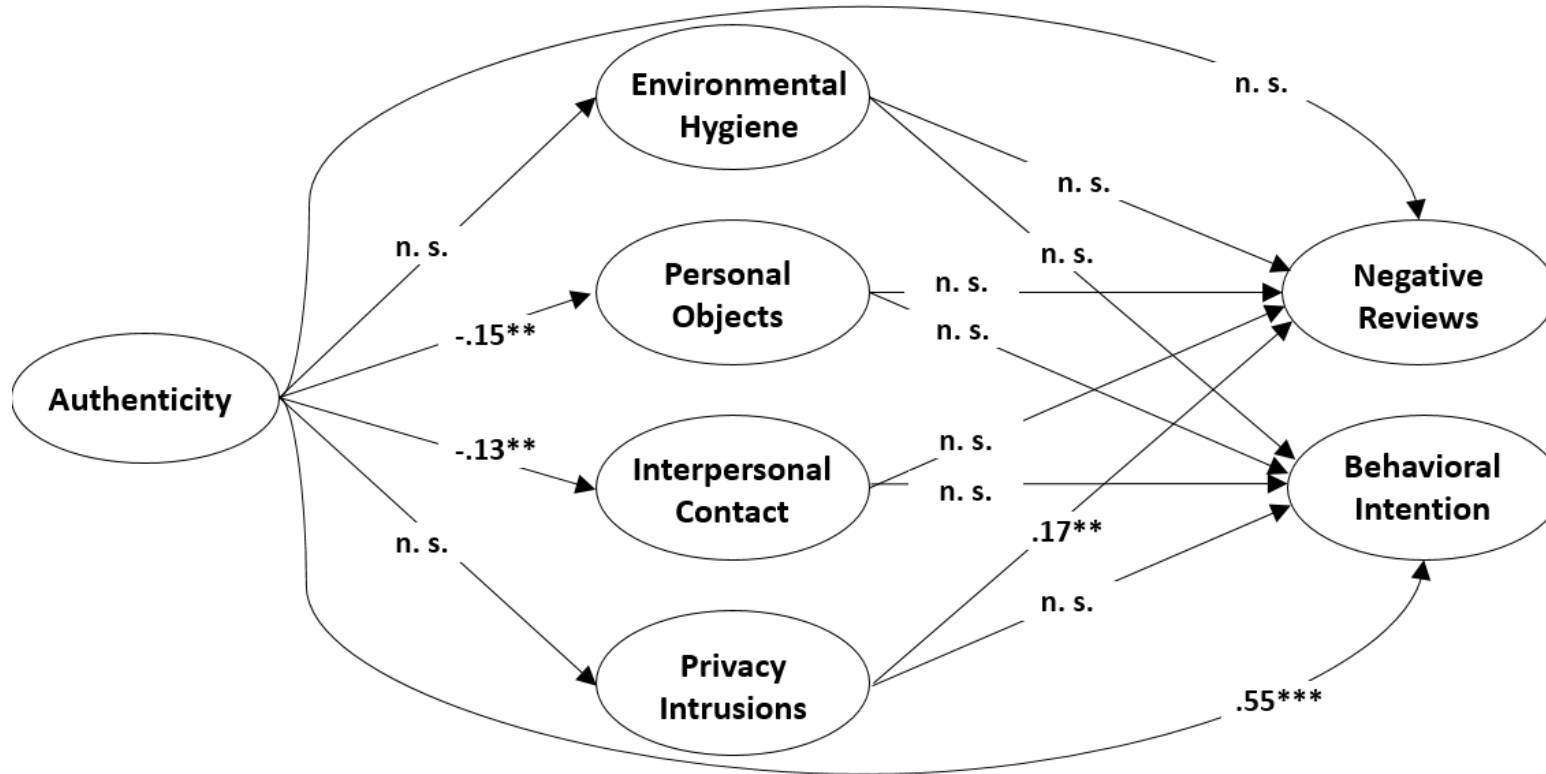 n. s.
Environmental
Hygiene
n. s.
n. s.
n. s.
Personal
Objects
n. s.
n. s.
Negative
Reviews
-.15**
Authenticity
-.13**
Interpersonal
Contact
n. s.
n. s.
Behavioral
Intention
n. s.
.17**
n. s.
Privacy
Intrusions
.55***